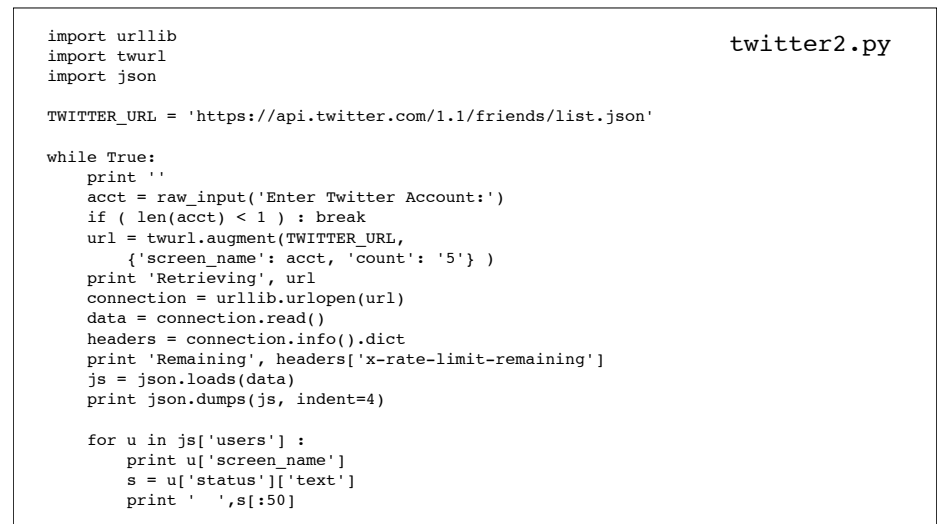 twitter2.py
import urllib
import twurl
import json

TWITTER_URL = 'https://api.twitter.com/1.1/friends/list.json'

while True:
    print ''
    acct = raw_input('Enter Twitter Account:')
    if ( len(acct) < 1 ) : break
    url = twurl.augment(TWITTER_URL,
        {'screen_name': acct, 'count': '5'} )
    print 'Retrieving', url
    connection = urllib.urlopen(url)
    data = connection.read()
    headers = connection.info().dict
    print 'Remaining', headers['x-rate-limit-remaining']
    js = json.loads(data)
    print json.dumps(js, indent=4)

    for u in js['users'] :
        print u['screen_name']
        s = u['status']['text']
        print '  ',s[:50]